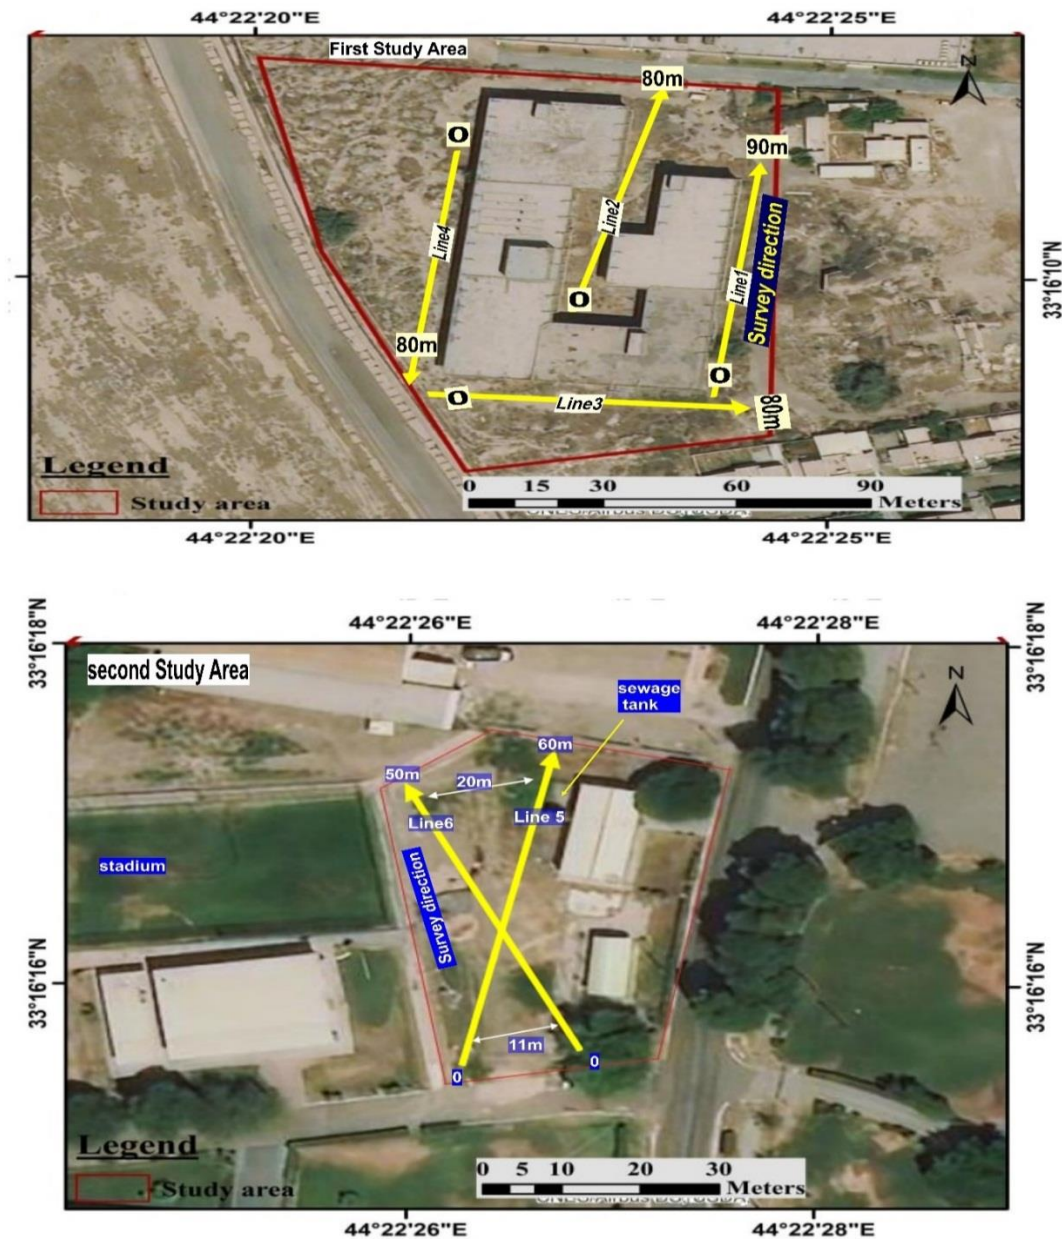 44°22'20"E
44°22'25"E
First Study Area
N
80m
O
90m
Line2
Line4
Survey direction
Line1
33°16'10"N
O
80m
O
O
Line3
80m
Legend
Study area
0 15 30 60 90
Meters
44°22'20"E
44°22'25"E
44°22'26"E
44°22'28"E
33°16'18"N
33°16'18"N
second Study Area
N
sewage
tank
60m
50m
20m
Line 5
Line6
stadium
Survey direction
33°16'16"N
33°16'16"N
11m
0
0
Legend
Study area
0 5 10 20 30
Meters
44°22'26"E
44°22'28"E